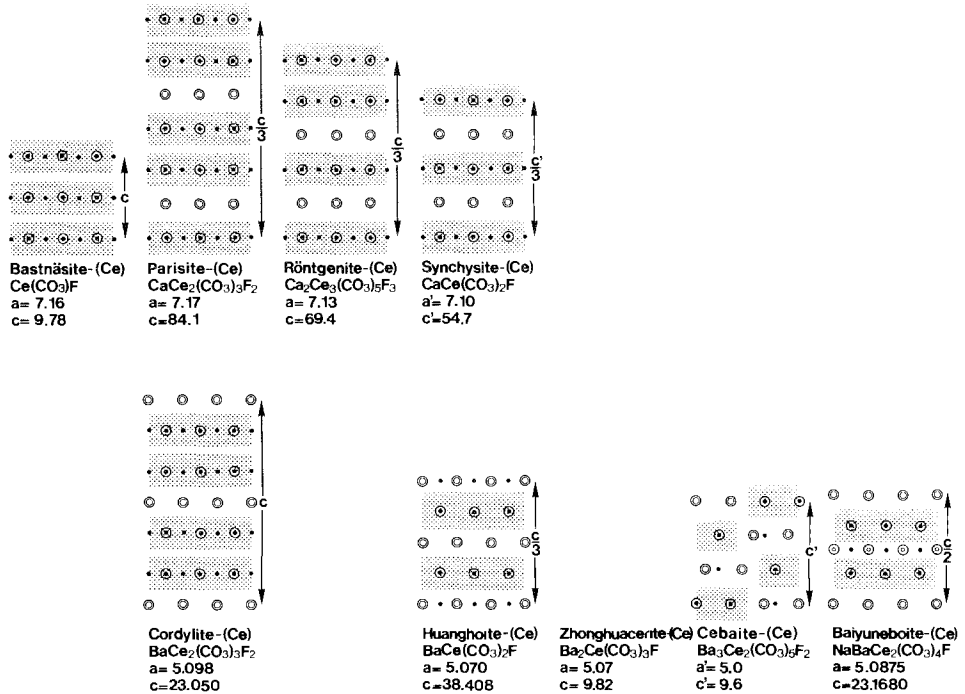 c/3
c/3
c'/3
c
Bastnäsite-(Ce)
Ce(CO₃)F
a= 7.16
c= 9.78
Parisite-(Ce)
CaCe₂(CO₃)₃F₂
a= 7.17
c=84.1
Röntgenite-(Ce)
Ca₂Ce₃(CO₃)₅F₃
a= 7.13
c=69.4
Synchysite-(Ce)
CaCe(CO₃)₂F
a'= 7.10
c'=54.7
c
c/3
c'
c/2
Cordylite-(Ce)
BaCe₂(CO₃)₃F₂
a= 5.098
c=23.050
Huanghoite-(Ce)
BaCe(CO₃)₂F
a= 5.070
c=38.408
Zhonghuacerite-(Ce)
Ba₂Ce(CO₃)₃F
a= 5.07
c= 9.82
Cebaite-(Ce)
Ba₃Ce₂(CO₃)₅F₂
a'= 5.0
c'= 9.6
Baiyuneboite-(Ce)
NaBaCe₂(CO₃)₄F
a= 5.0875
c=23.1680